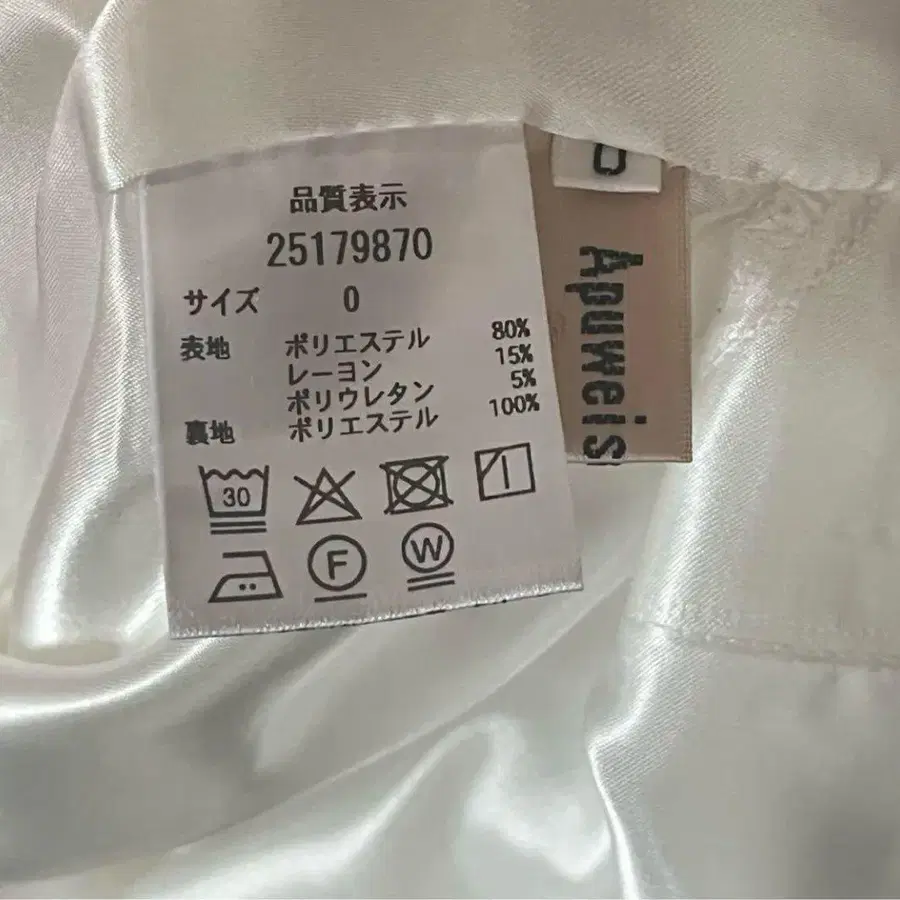 品質表示
25179870
サイズ 0
表地 ポリエステル 80%
レーヨン 15%
ポリウレタン 5%
裏地 ポリエステル 100%
30
F
W
0
Apuweis